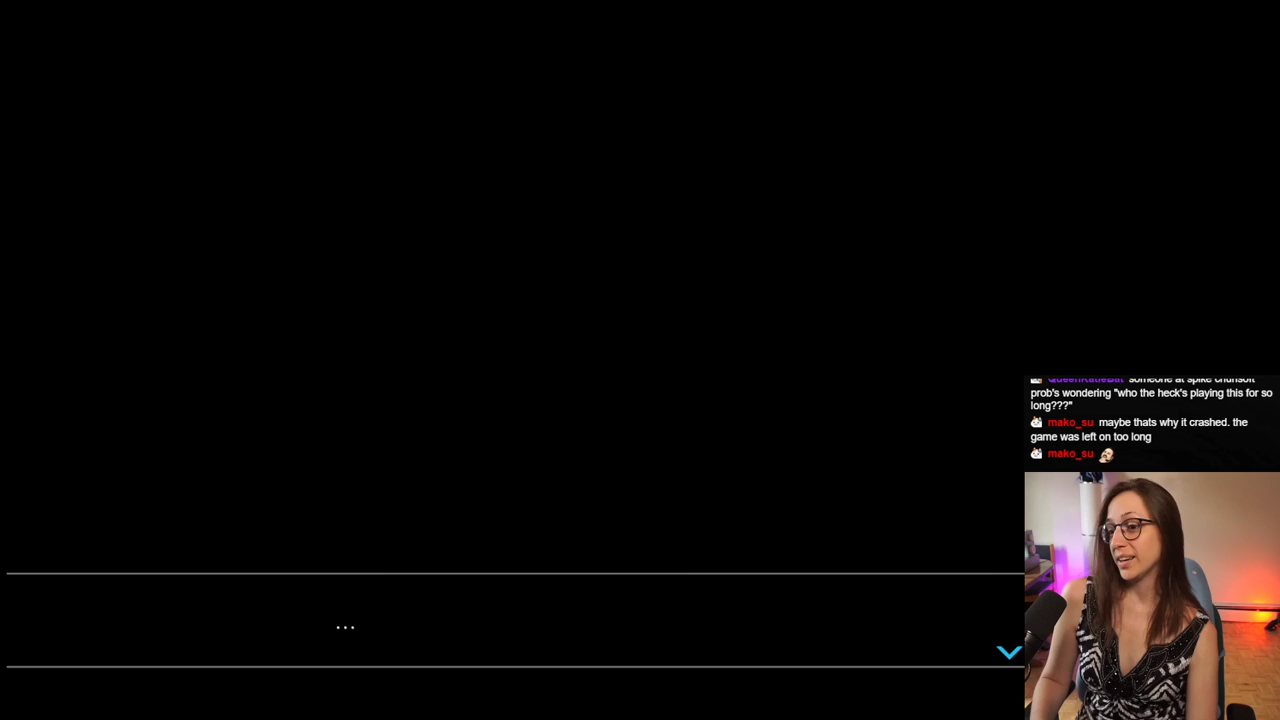 QueenKatieBat someone at spike chunsoft
prob's wondering "who the heck's playing this for so
long???"
mako_su maybe thats why it crashed. the
game was left on too long
mako_su
...